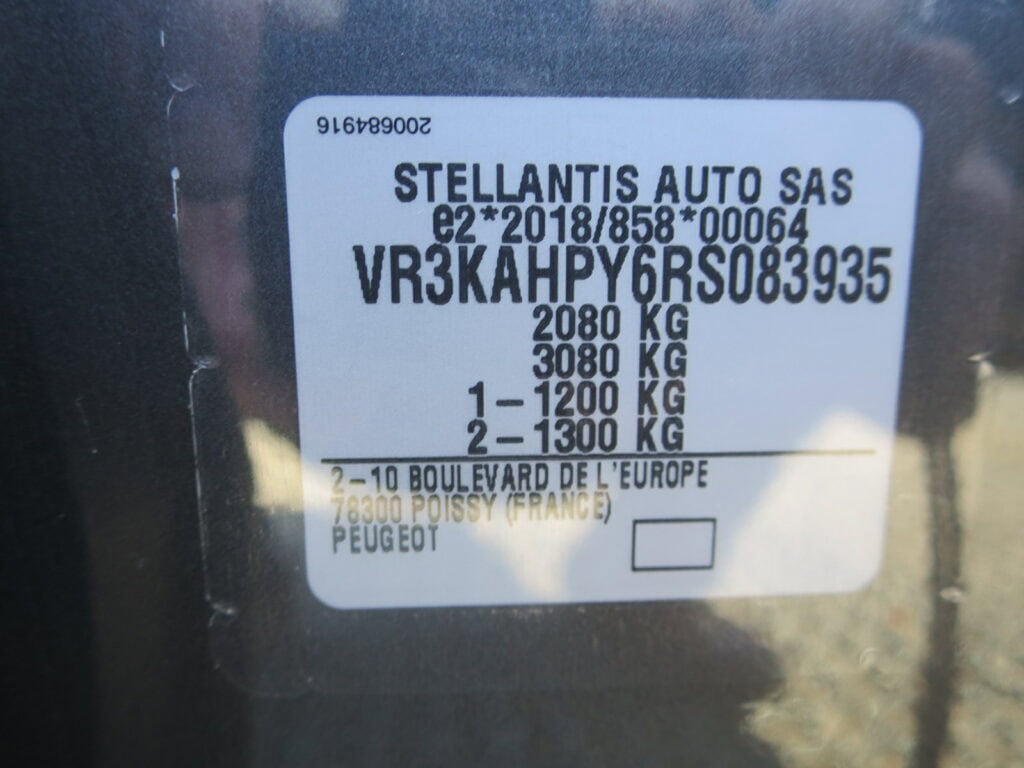 200684916
STELLANTIS AUTO SAS
e2*2018/858*00064
VR3KAHPY6RS083935
2080 KG
3080 KG
1-1200 KG
2-1300 KG
2-10 BOULEVARD DE L'EUROPE
78300 POISSY (FRANCE)
PEUGEOT